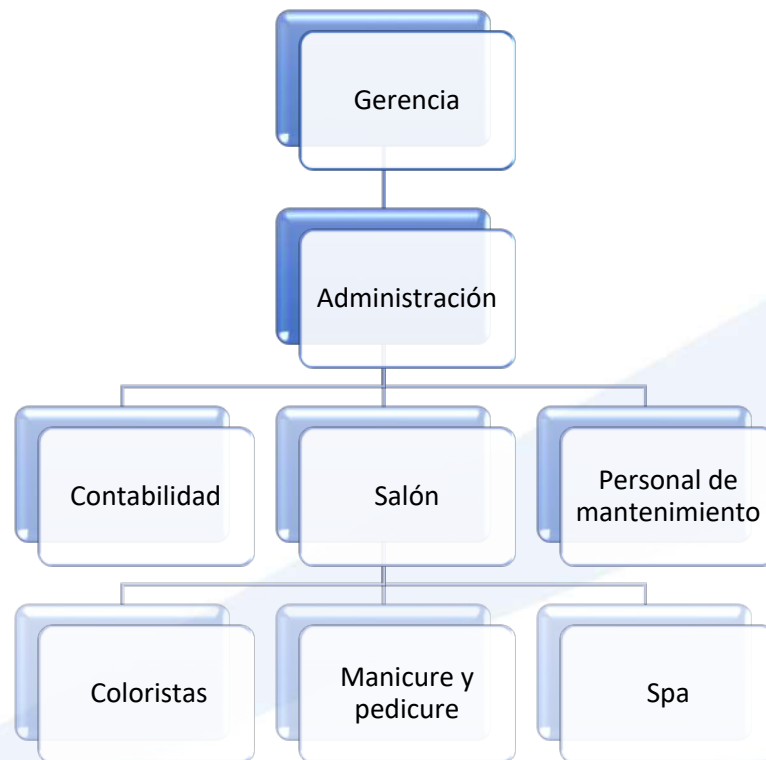 Gerencia
Administración
Contabilidad
Salón
Personal de
mantenimiento
Coloristas
Manicure y
pedicure
Spa